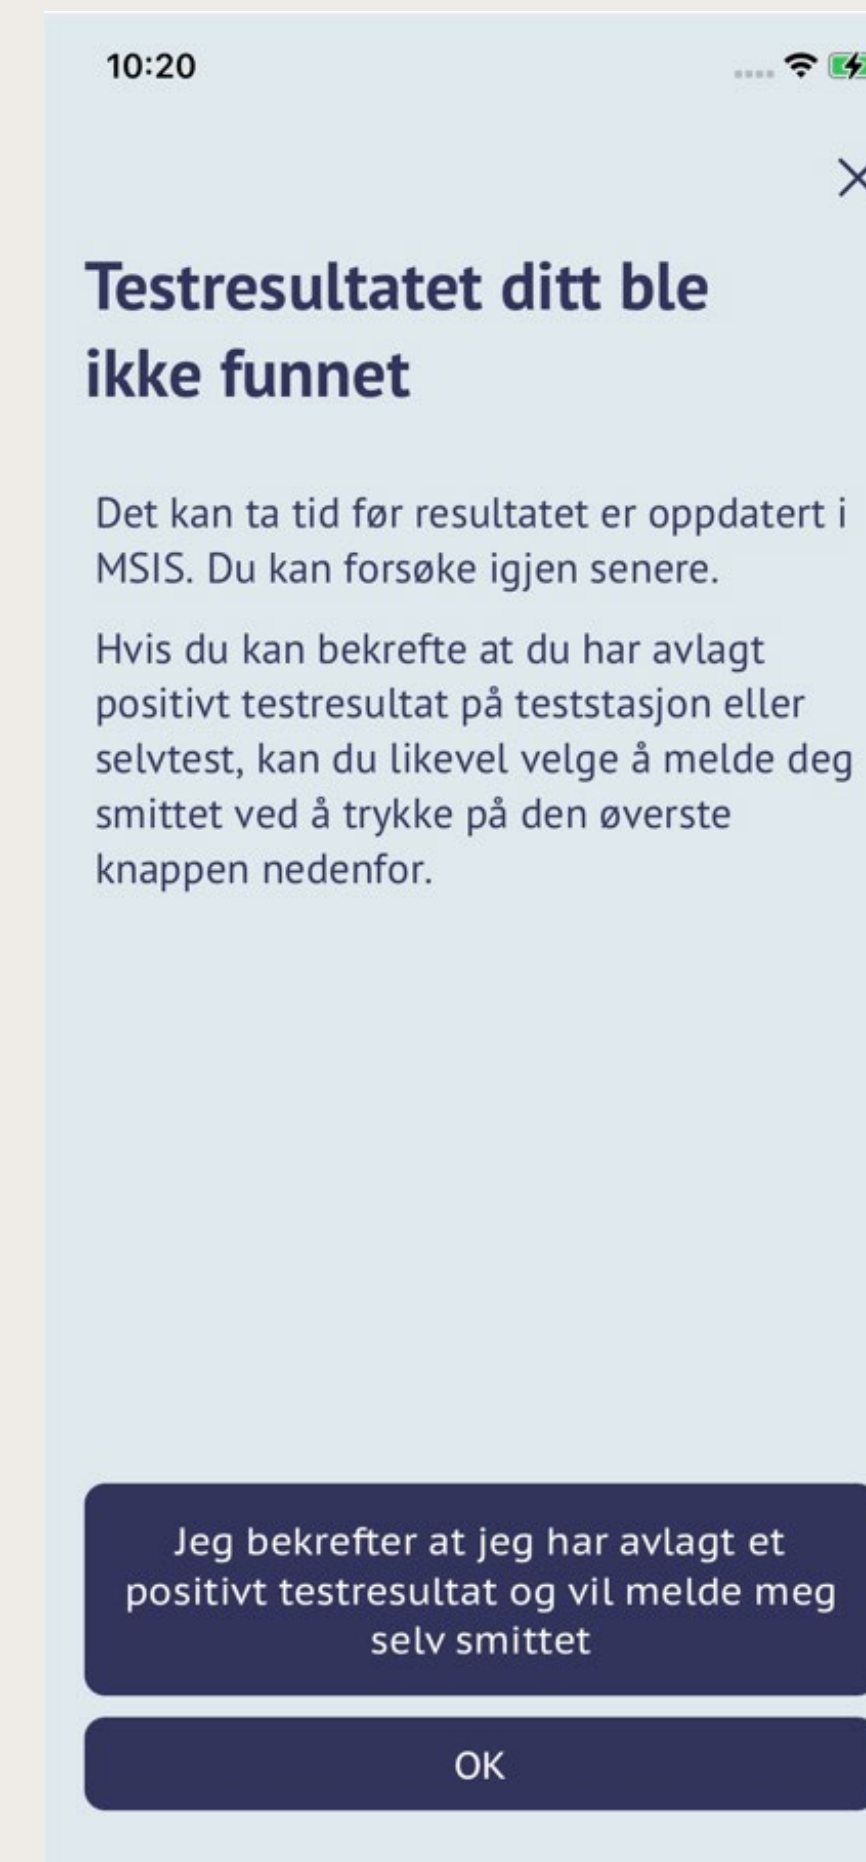 10:20
Testresultatet ditt ble
ikke funnet
Det kan ta tid før resultatet er oppdatert i
MSIS. Du kan forsøke igjen senere.
Hvis du kan bekrefte at du har avlagt
positivt testresultat på teststasjon eller
selvtest, kan du likevel velge å melde deg
smittet ved å trykke på den øverste
knappen nedenfor.
Jeg bekrefter at jeg har avlagt et
positivt testresultat og vil melde meg
selv smittet
OK